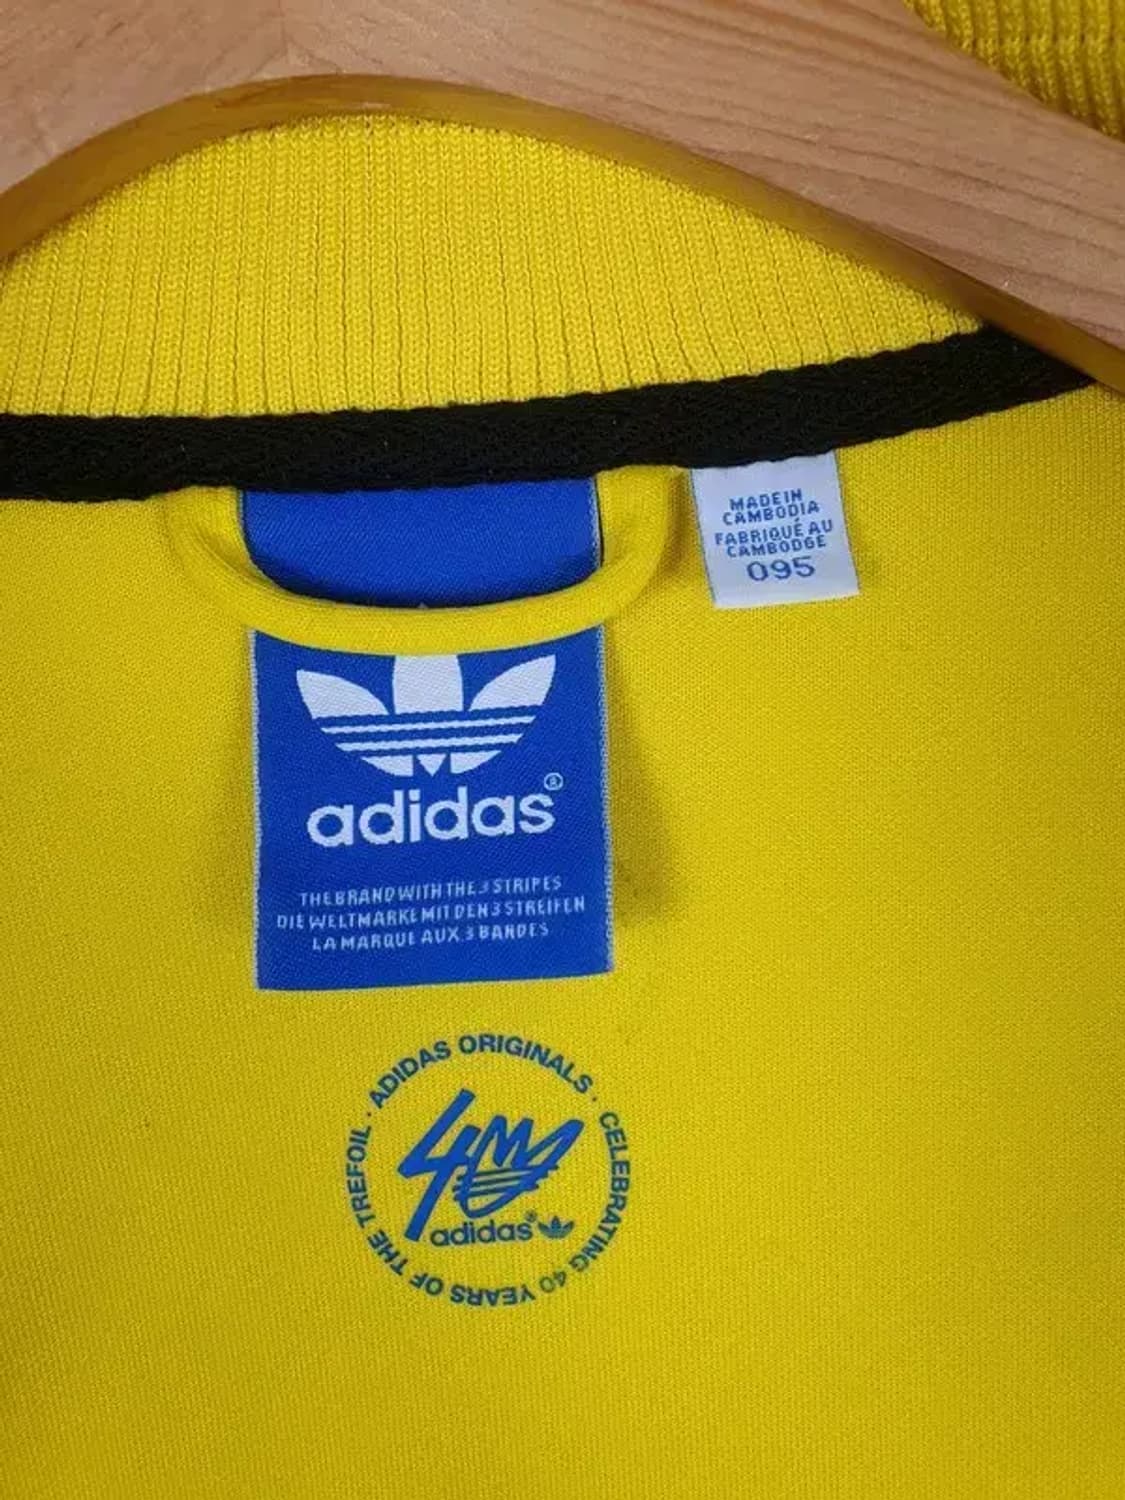 MADE IN
CAMBODIA
FABRIQUÉ AU
CAMBODGE
095
adidas®
THE BRAND WITH THE 3 STRIPES
DIE WELTMARKE MIT DEN 3 STREIFEN
LA MARQUE AUX 3 BANDES
ADIDAS ORIGINALS · CELEBRATING 40 YEARS OF THE TREFOIL ·
40
adidas®